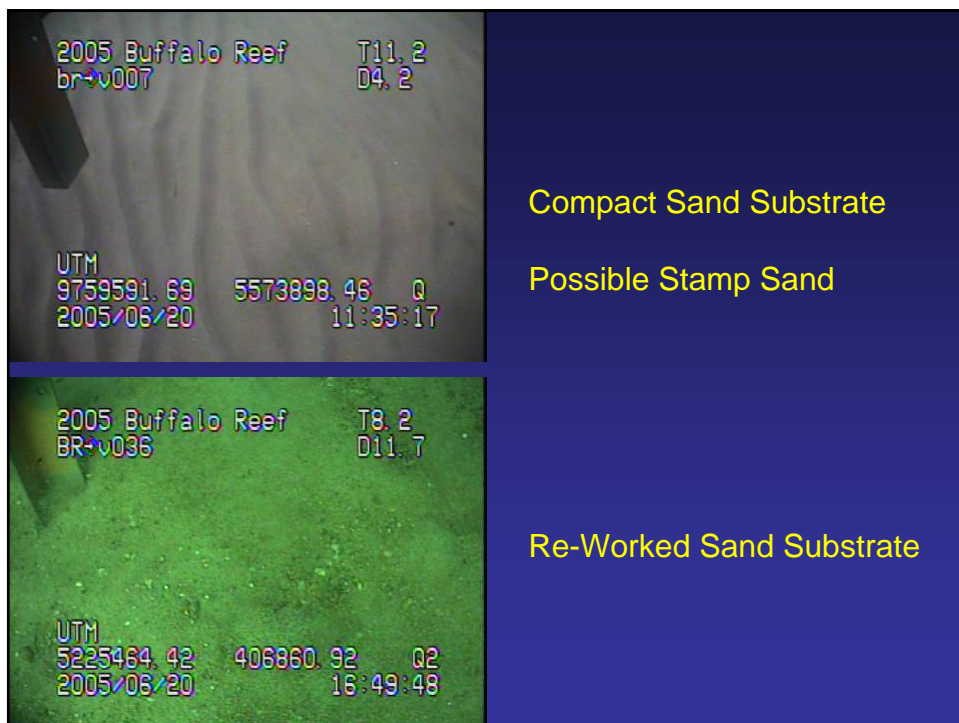 2005 Buffalo Reef T11.2
br+v007 D4.2
UTM
9759591.69 5573898.46 Q
2005/06/20 11:35:17
Compact Sand Substrate
Possible Stamp Sand
2005 Buffalo Reef T8.2
BR+v036 D11.7
UTM
5225464.42 406860.92 Q2
2005/06/20 16:49:48
Re-Worked Sand Substrate